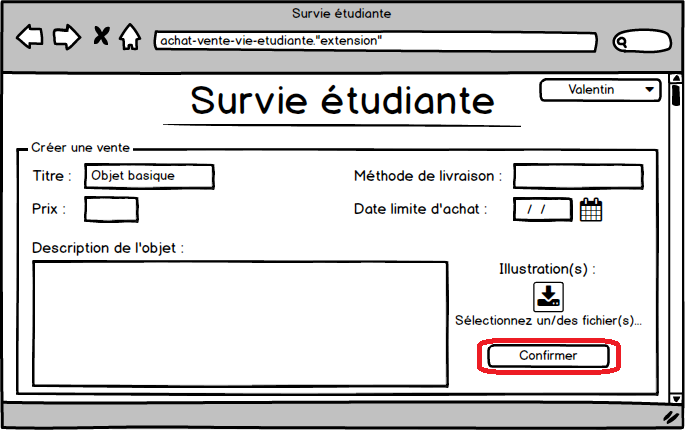 Survie étudiante
achat-vente-vie-etudiante."extension"
Valentin
Survie étudiante
Créer une vente
Titre : Objet basique
Méthode de livraison :
Prix :
Date limite d'achat : / /
Description de l'objet :
Illustration(s) :
Sélectionnez un/des fichier(s)...
Confirmer